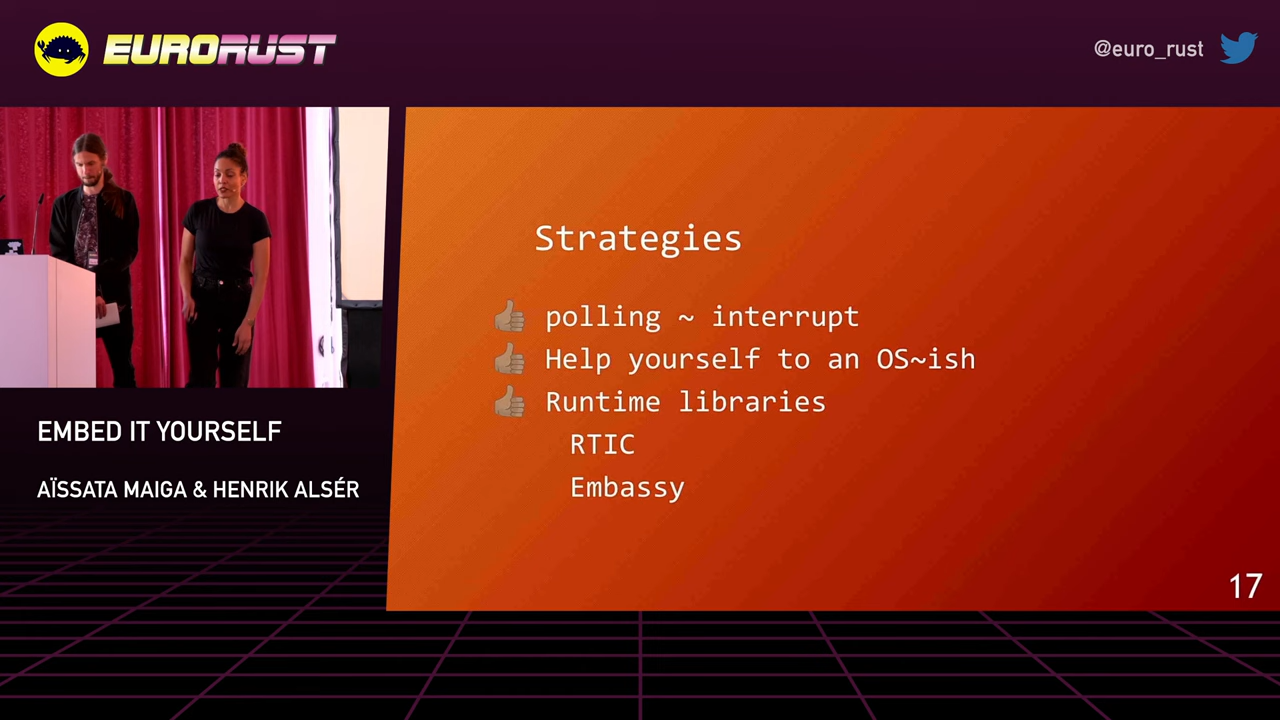 EURORUST
@euro_rust
Strategies
polling ~ interrupt
Help yourself to an OS~ish
Runtime libraries
RTIC
Embassy
17
EMBED IT YOURSELF
AÏSSATA MAIGA & HENRIK ALSÉR